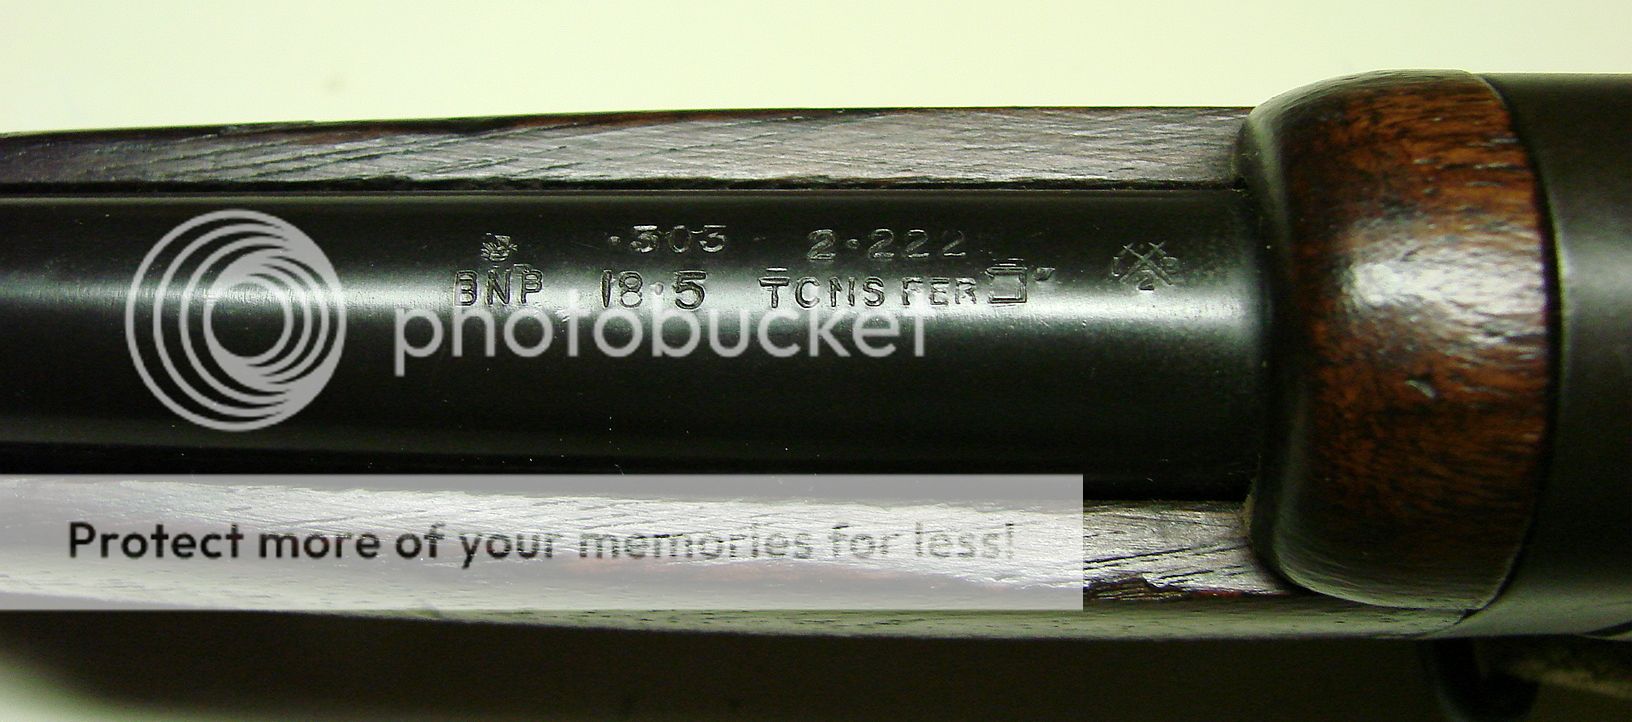 .303 2.222
BNP 18.5 TONS PER □"
photobucket
Protect more of your memories for less!